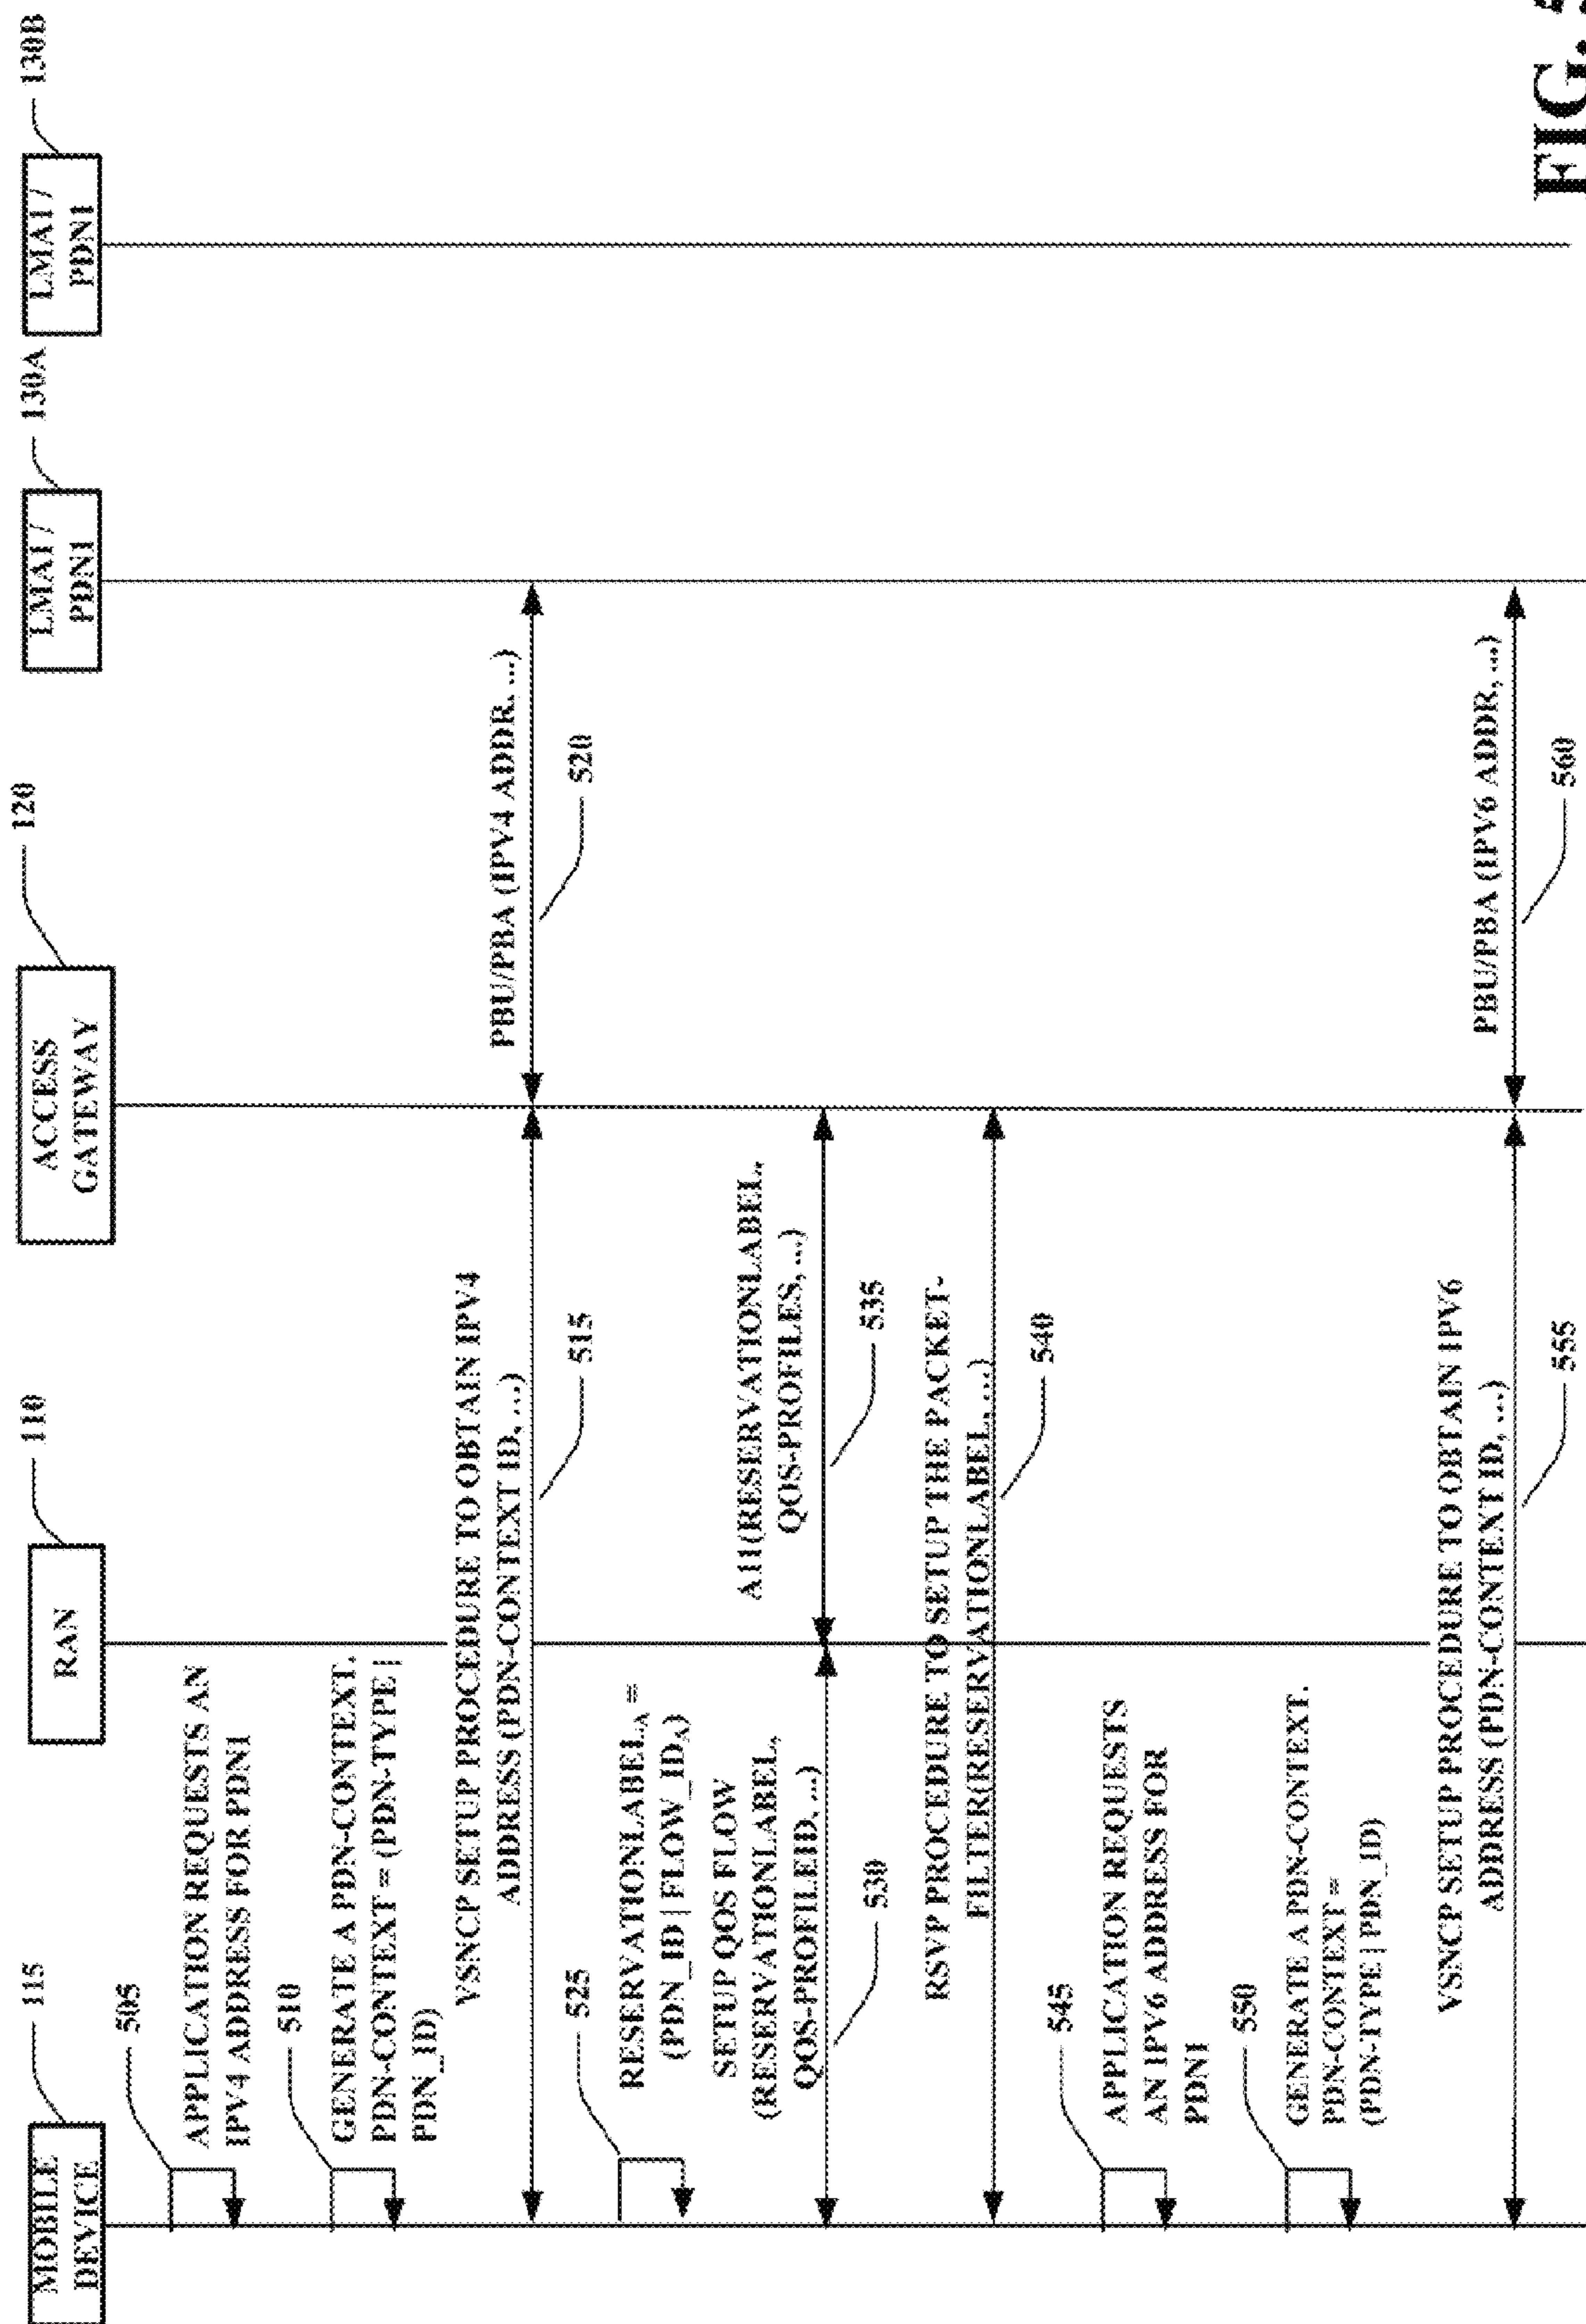 MOBILE
DEVICE
115
RAN
110
ACCESS
GATEWAY
120
LMA1 /
PDN1
130A
LMA1 /
PDN1
130B
505
APPLICATION REQUESTS AN
IPV4 ADDRESS FOR PDN1
510
GENERATE A PDN-CONTEXT.
PDN-CONTEXT = (PDN-TYPE |
PDN_ID)
VSNCP SETUP PROCEDURE TO OBTAIN IPV4
ADDRESS (PDN-CONTEXT ID, ...)
515
PBU/PBA (IPV4 ADDR, ...)
520
525
RESERVATIONLABELA =
(PDN_ID | FLOW_IDA)
SETUP QOS FLOW
(RESERVATIONLABEL,
QOS-PROFILEID, ...)
530
A11(RESERVATIONLABEL,
QOS-PROFILES, ...)
535
RSVP PROCEDURE TO SETUP THE PACKET-
FILTER(RESERVATIONLABEL, ...)
540
545
APPLICATION REQUESTS
AN IPV6 ADDRESS FOR
PDN1
550
GENERATE A PDN-CONTEXT.
PDN-CONTEXT =
(PDN-TYPE | PDN_ID)
VSNCP SETUP PROCEDURE TO OBTAIN IPV6
ADDRESS (PDN-CONTEXT ID, ...)
555
PBU/PBA (IPV6 ADDR, ...)
560
FIG.